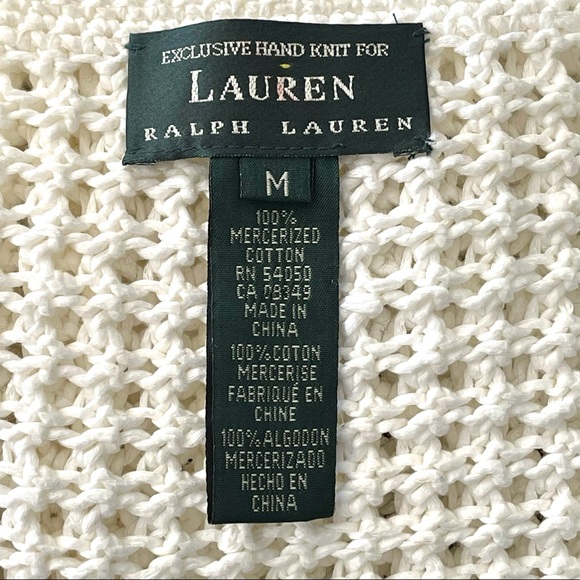 EXCLUSIVE HAND KNIT FOR
LAUREN
RALPH LAUREN
M
100%
MERCERIZED
COTTON
RN 54050
CA 08349
MADE IN
CHINA
100% COTON
MERCERISE
FABRIQUÉ EN
CHINE
100% ALGODON
MERCERIZADO
HECHO EN
CHINA